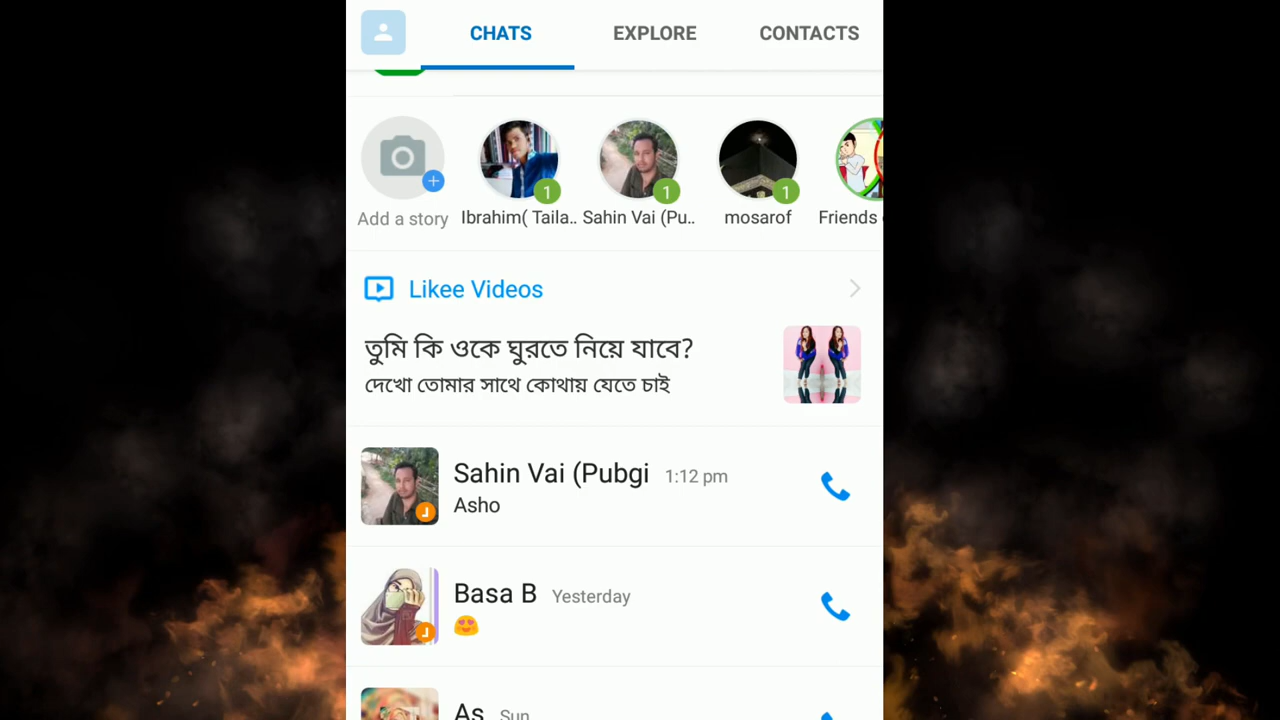 CHATS EXPLORE CONTACTS
1 1 1
Add a story Ibrahim( Taila.. Sahin Vai (Pu.. mosarof Friends
Likee Videos
তুমি কি ওকে ঘুরতে নিয়ে যাবে?
দেখো তোমার সাথে কোথায় যেতে চাই
Sahin Vai (Pubgi 1:12 pm
Asho
Basa B Yesterday
😍
As Sun